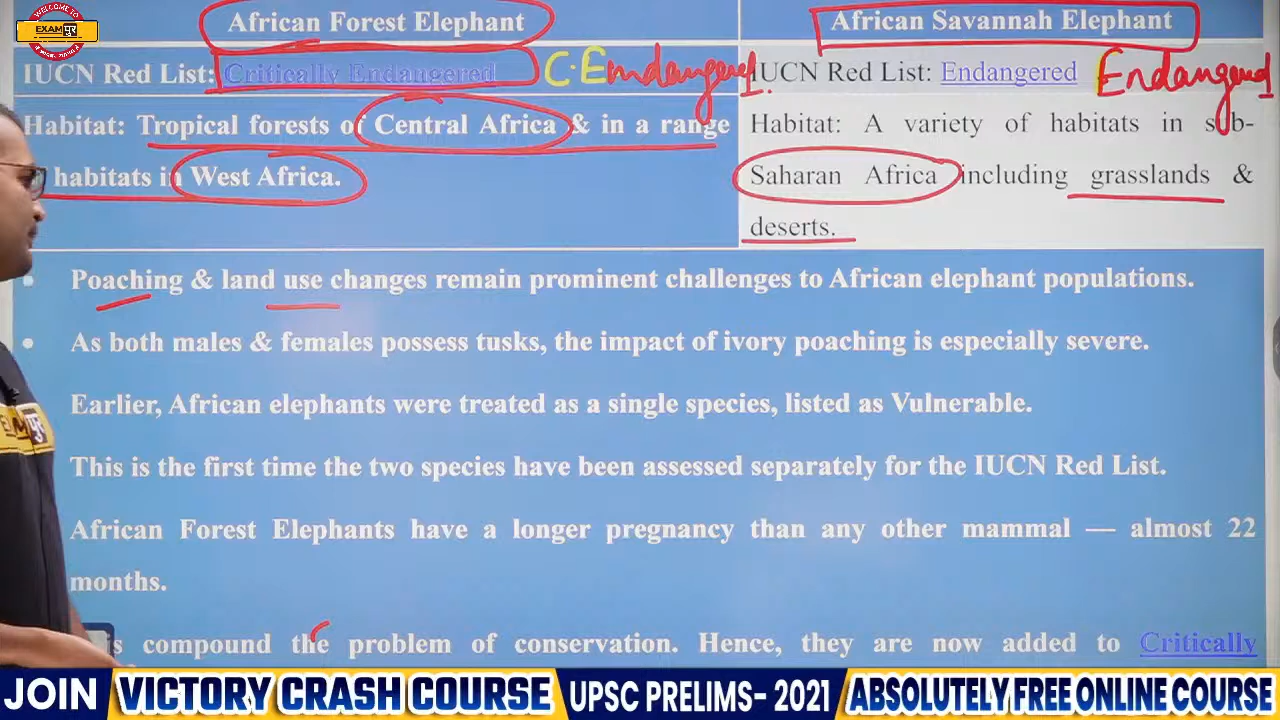 WELCOME TO
EXAM पुर
African Forest Elephant
African Savannah Elephant
IUCN Red List: Critically Endangered
C.Endangered.
IUCN Red List: Endangered
Endangered
Habitat: Tropical forests of Central Africa & in a range
habitats in West Africa.
Habitat: A variety of habitats in sub-
Saharan Africa including grasslands &
deserts.
Poaching & land use changes remain prominent challenges to African elephant populations.
As both males & females possess tusks, the impact of ivory poaching is especially severe.
Earlier, African elephants were treated as a single species, listed as Vulnerable.
This is the first time the two species have been assessed separately for the IUCN Red List.
African Forest Elephants have a longer pregnancy than any other mammal — almost 22
months.
compound the problem of conservation. Hence, they are now added to Critically
पुर
JOIN VICTORY CRASH COURSE UPSC PRELIMS- 2021 ABSOLUTELY FREE ONLINE COURSE